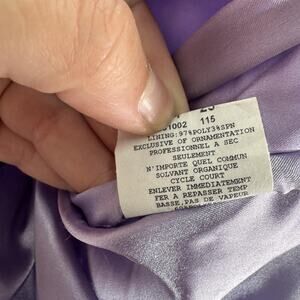 1002 115
LINING:97%POLY3%SPN
EXCLUSIVE OF ORNAMENTATION
PROFESSIONNEL A SEC
SEULEMENT
N'IMPORTE QUEL COMMUN
SOLVANT ORGANIQUE
CYCLE COURT
ENLEVER IMMEDIATEMENT
FER A REPASSER TEMP
BASSE,PAS DE VAPEUR